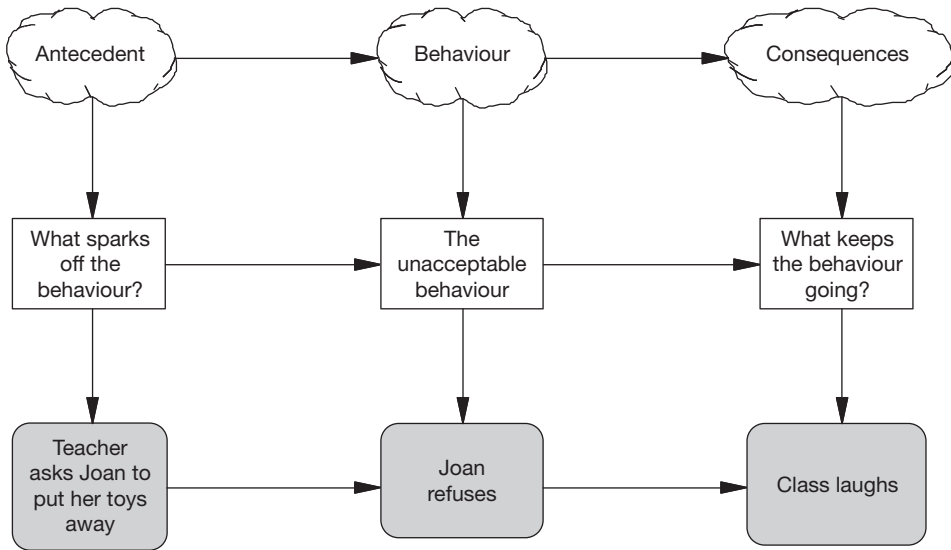 Antecedent
Behaviour
Consequences
What sparks
off the
behaviour?
The
unacceptable
behaviour
What keeps
the behaviour
going?
Teacher
asks Joan to
put her toys
away
Joan
refuses
Class laughs